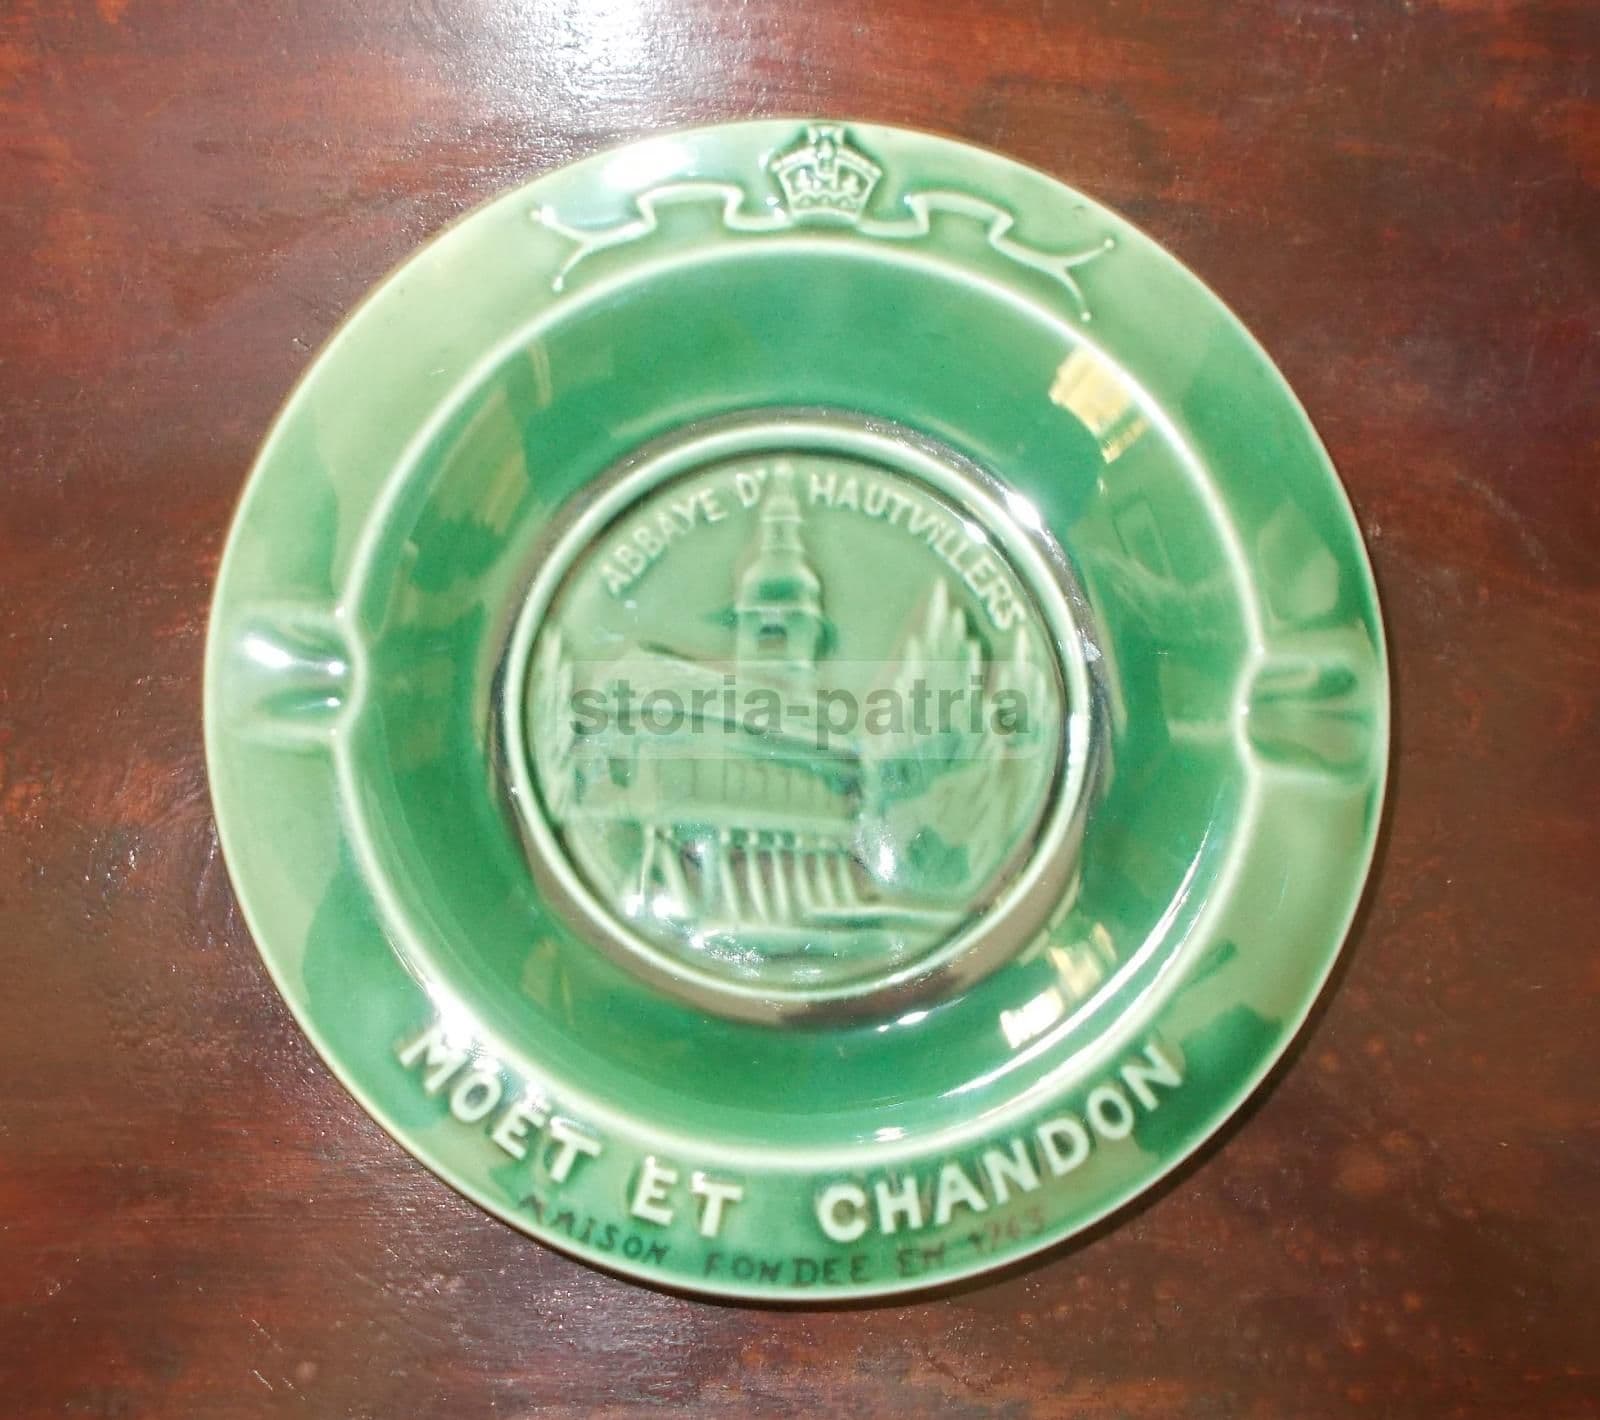 ABBAYE D'HAUTVILLERS
storia-patria
MOET ET CHANDON
MAISON FONDEE EN 1743